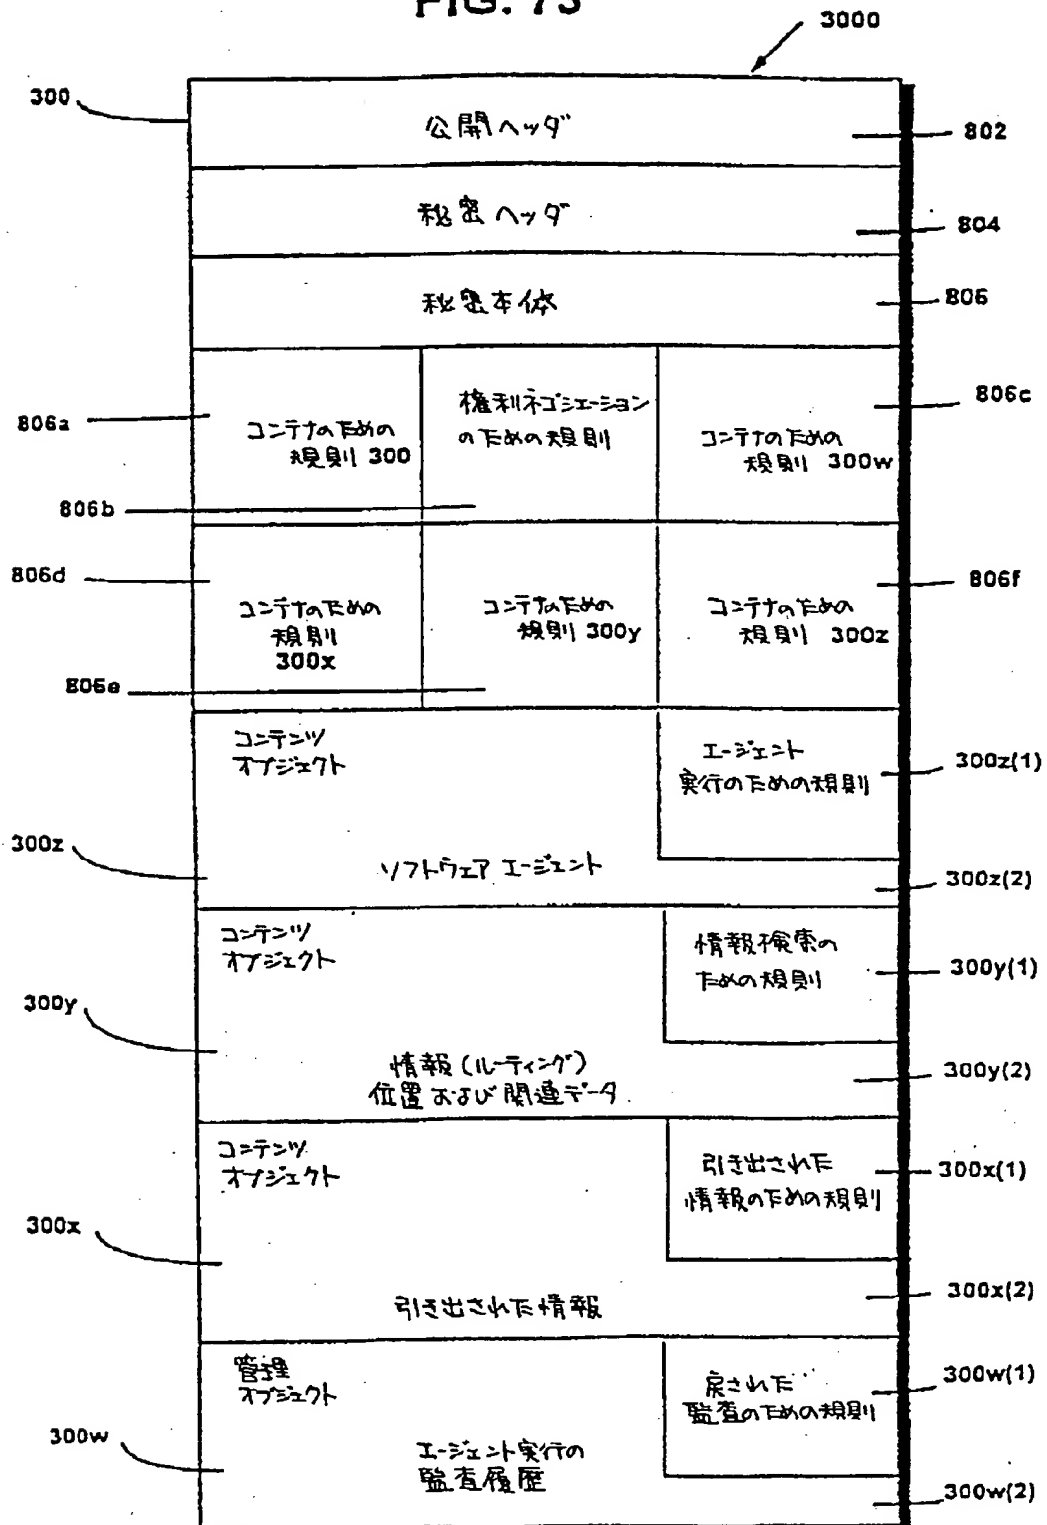 FIG. 73
3000
300
公開ヘッダ
802
秘密ヘッダ
804
秘密本体
806
806a
コンテナのための
規則 300
806b
権利ネゴシエーション
のための規則
コンテナのための
規則 300w
806c
806d
コンテナのための
規則
300x
806e
コンテナのための
規則 300y
コンテナのための
規則 300z
806f
コンテンツ
オブジェクト
エージェント
実行のための規則
300z(1)
300z
ソフトウェア エージェント
300z(2)
コンテンツ
オブジェクト
情報検索の
ための規則
300y(1)
300y
情報(ルーティング)
位置および関連データ
300y(2)
コンテンツ
オブジェクト
引き出された
情報のための規則
300x(1)
300x
引き出された情報
300x(2)
管理
オブジェクト
戻された
監査のための規則
300w(1)
300w
エージェント実行の
監査履歴
300w(2)